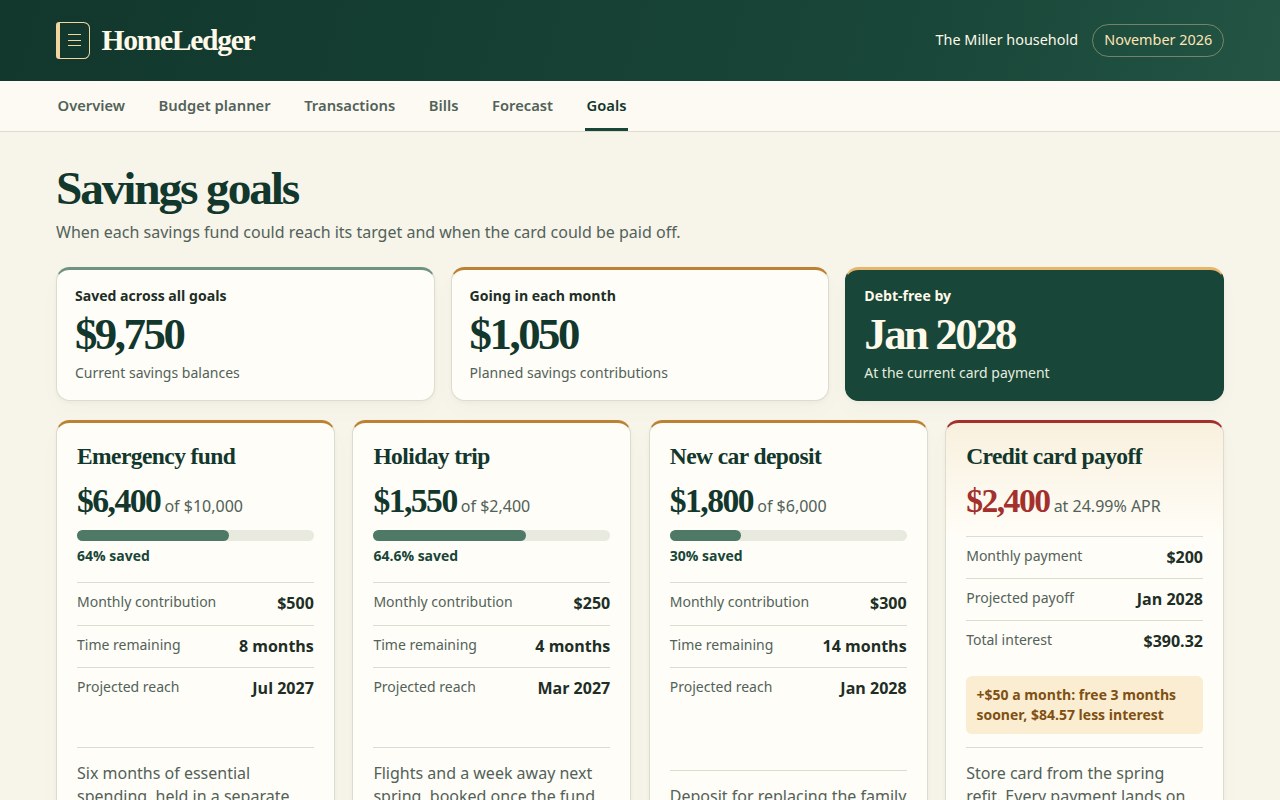 HomeLedger
The Miller household
November 2026
Overview
Budget planner
Transactions
Bills
Forecast
Goals
Savings goals
When each savings fund could reach its target and when the card could be paid off.
Saved across all goals
$9,750
Current savings balances
Going in each month
$1,050
Planned savings contributions
Debt-free by
Jan 2028
At the current card payment
Emergency fund
$6,400 of $10,000
64% saved
Monthly contribution $500
Time remaining 8 months
Projected reach Jul 2027
Six months of essential
spending, held in a separate
Holiday trip
$1,550 of $2,400
64.6% saved
Monthly contribution $250
Time remaining 4 months
Projected reach Mar 2027
Flights and a week away next
spring, booked once the fund
New car deposit
$1,800 of $6,000
30% saved
Monthly contribution $300
Time remaining 14 months
Projected reach Jan 2028
Deposit for replacing the family
Credit card payoff
$2,400 at 24.99% APR
Monthly payment $200
Projected payoff Jan 2028
Total interest $390.32
+$50 a month: free 3 months
sooner, $84.57 less interest
Store card from the spring
refit. Every payment lands on